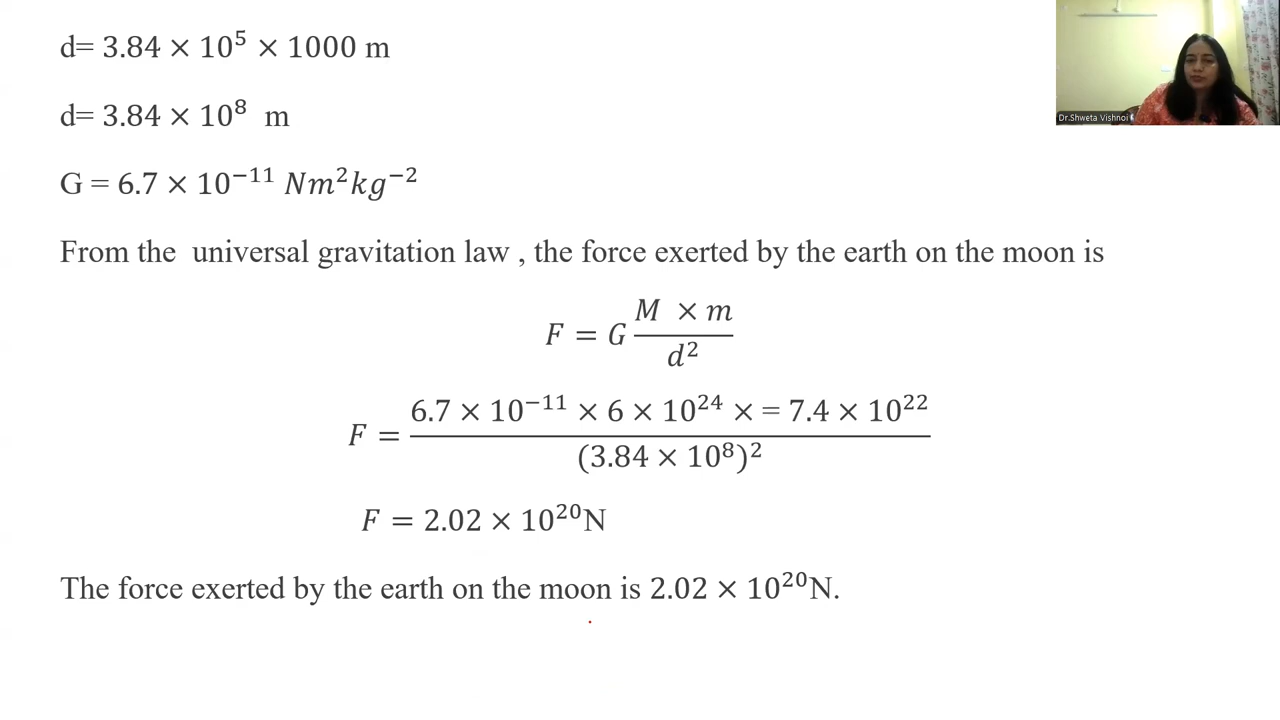 d= 3.84 × 10⁵ × 1000 m
d= 3.84 × 10⁸ m
G = 6.7 × 10⁻¹¹ Nm²kg⁻²
From the universal gravitation law , the force exerted by the earth on the moon is
F = G M × m / d²
F = 6.7 × 10⁻¹¹ × 6 × 10²⁴ × = 7.4 × 10²² / (3.84 × 10⁸)²
F = 2.02 × 10²⁰N
The force exerted by the earth on the moon is 2.02 × 10²⁰N.
Dr.Shweta Vishnoi